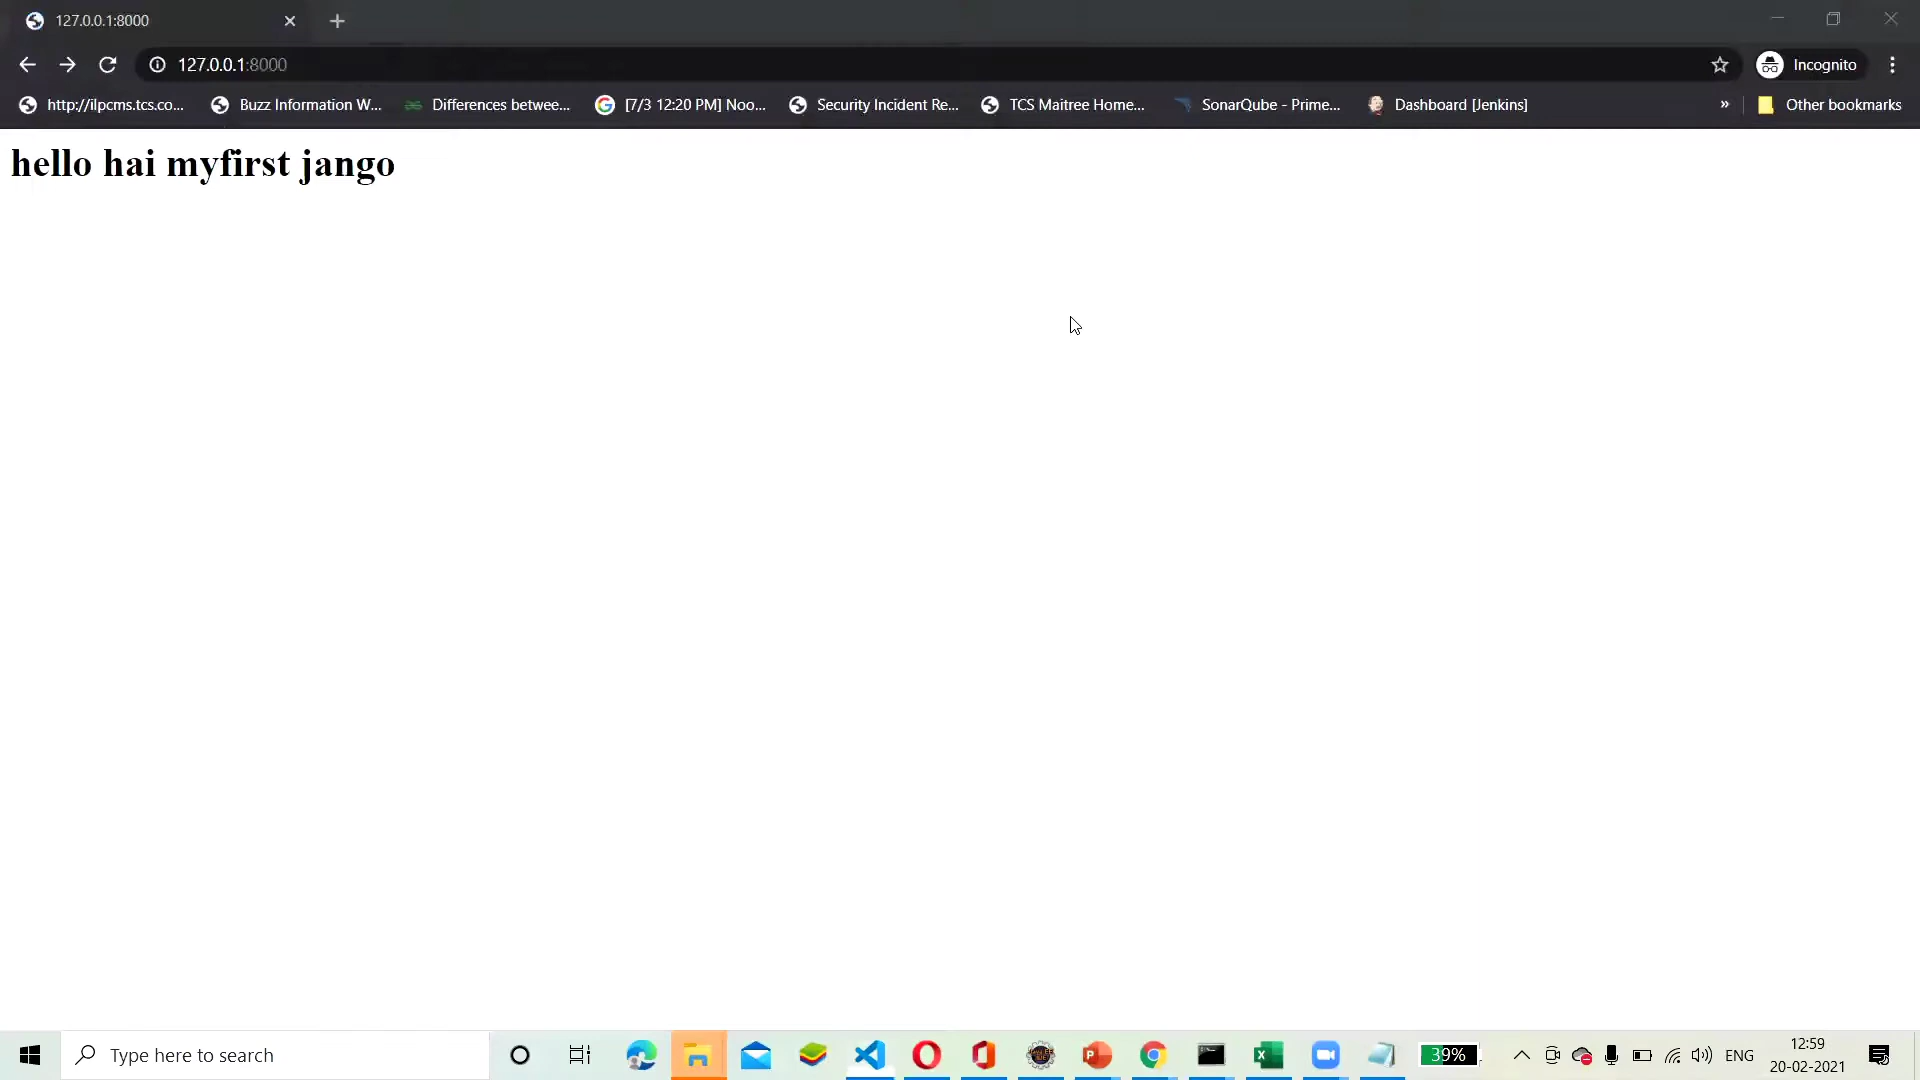 127.0.0.1:8000
127.0.0.1:8000
Incognito
http://ilpcms.tcs.co...
Buzz Information W...
Differences betwee...
[7/3 12:20 PM] Noo...
Security Incident Re...
TCS Maitree Home...
SonarQube - Prime...
Dashboard [Jenkins]
»
Other bookmarks
hello hai myfirst jango
Type here to search
39%
ENG
12:59
20-02-2021